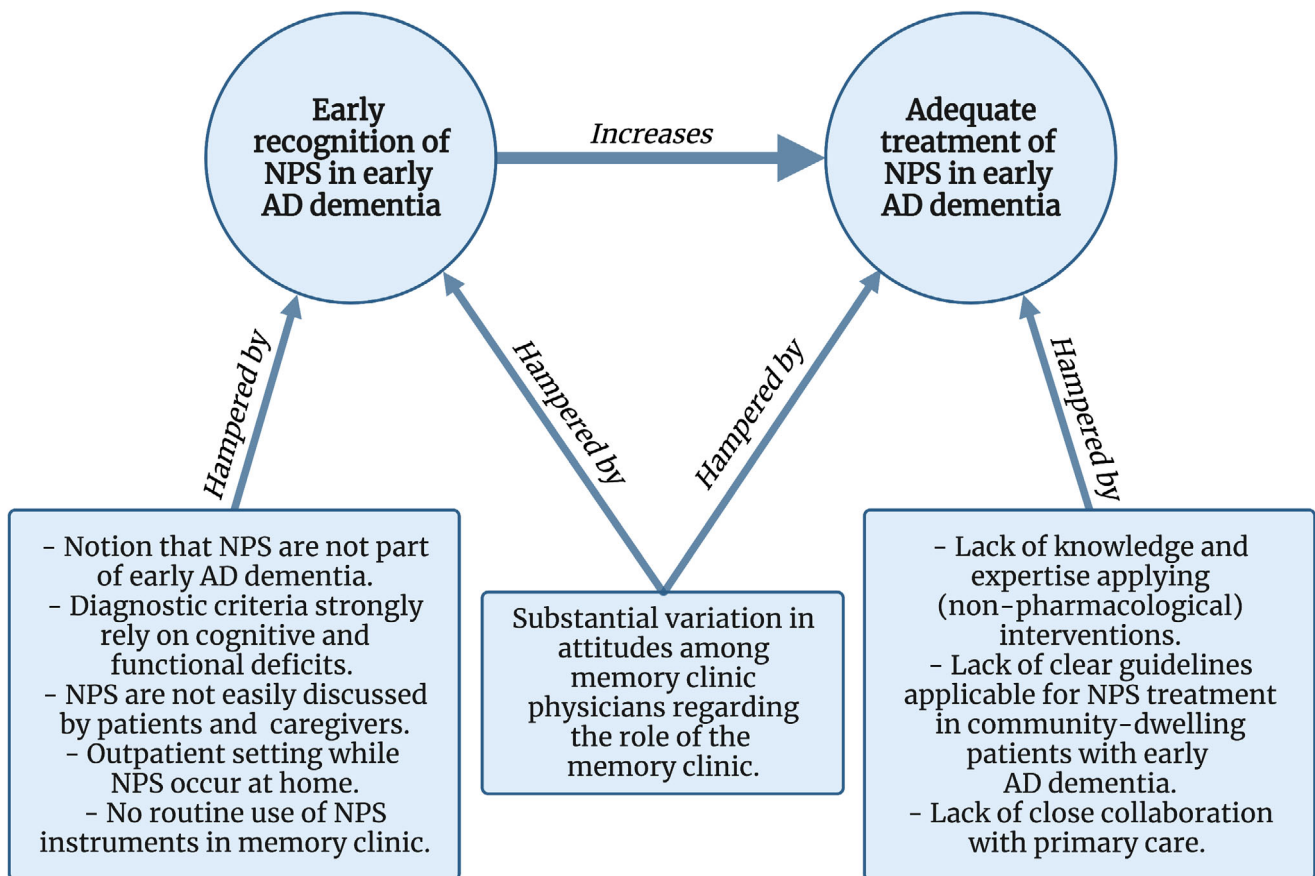 Early
recognition of
NPS in early
AD dementia
Increases
Adequate
treatment of
NPS in early
AD dementia
Hampered by
Hampered by
Hampered by
Hampered by
- Notion that NPS are not part
of early AD dementia.
- Diagnostic criteria strongly
rely on cognitive and
functional deficits.
- NPS are not easily discussed
by patients and caregivers.
- Outpatient setting while
NPS occur at home.
- No routine use of NPS
instruments in memory clinic.
Substantial variation in
attitudes among
memory clinic
physicians regarding
the role of the
memory clinic.
- Lack of knowledge and
expertise applying
(non-pharmacological)
interventions.
- Lack of clear guidelines
applicable for NPS treatment
in community-dwelling
patients with early
AD dementia.
- Lack of close collaboration
with primary care.